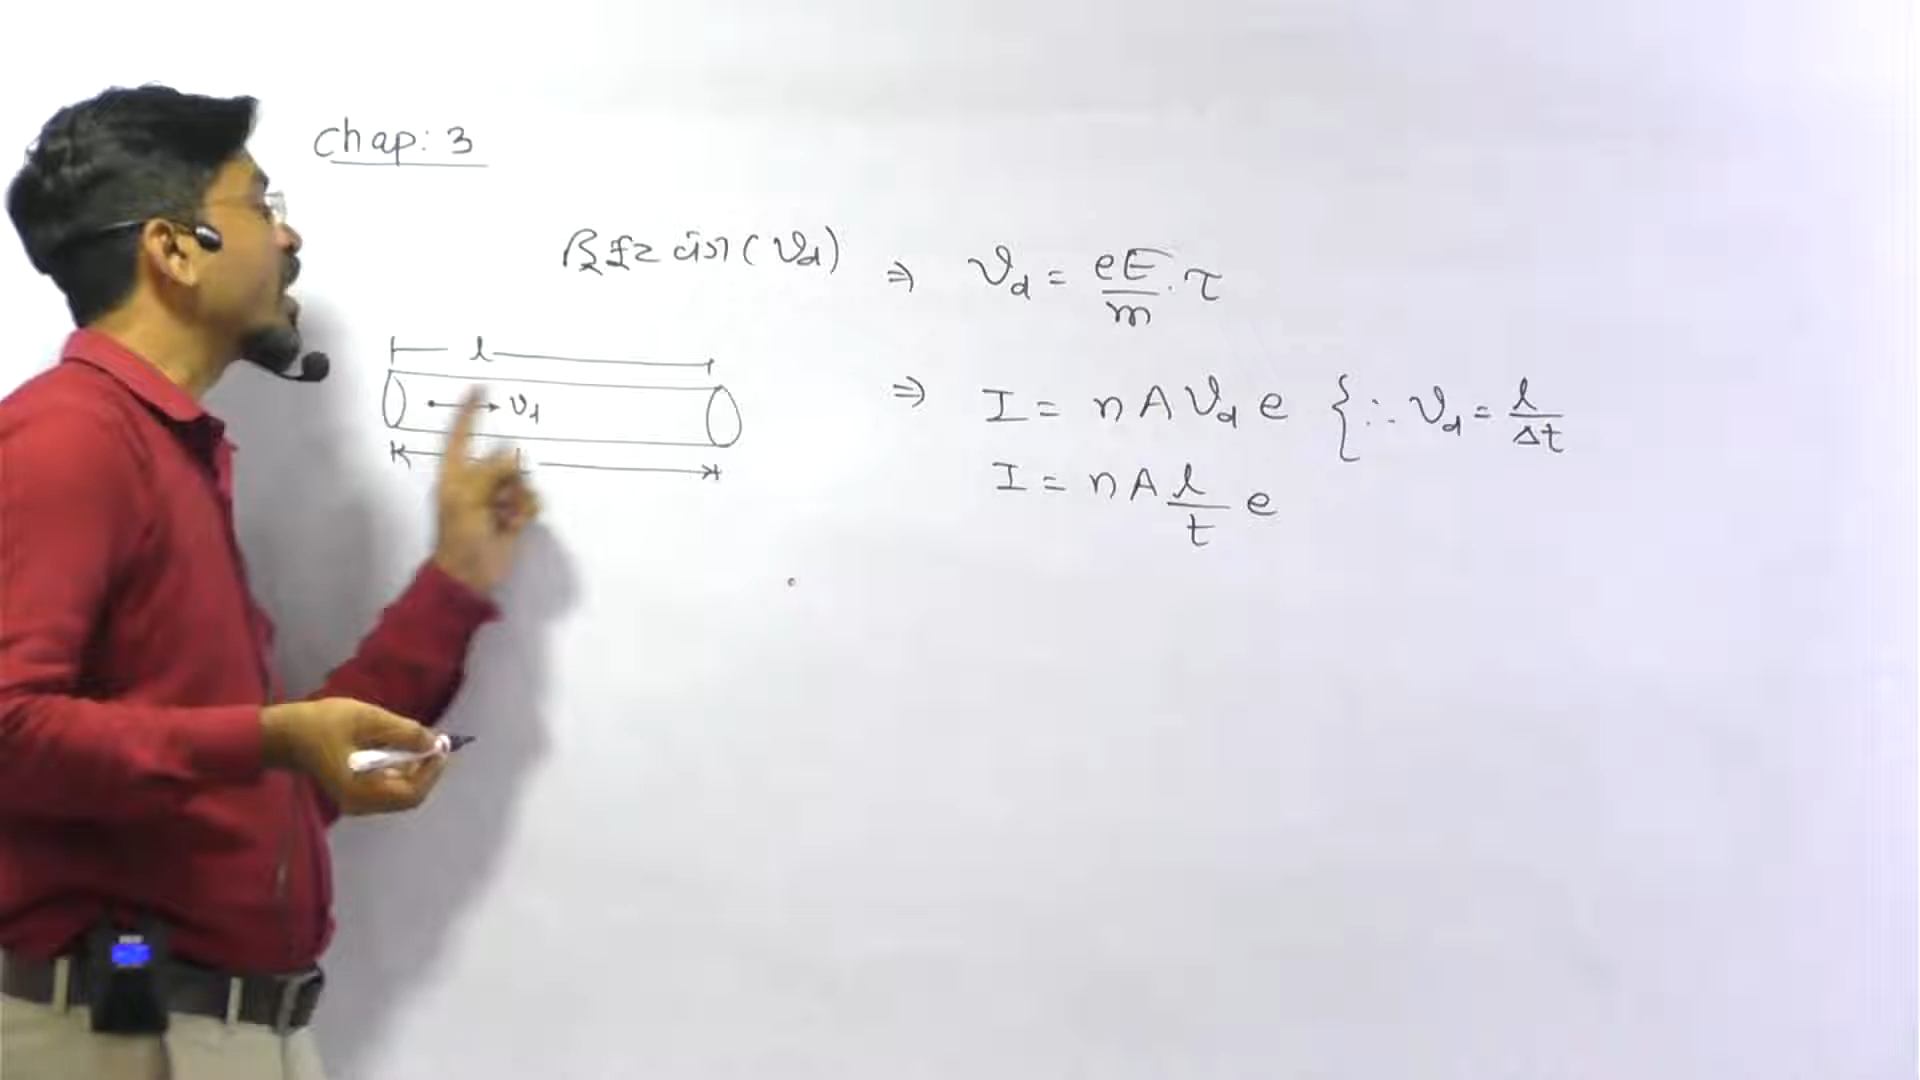 Chap: 3
ડ્રિફ્ટ વેગ (vd) ⇒ vd = eE/m · τ
l
vd
⇒ I = nAvd e { ∴ vd = l/Δt
I = nA l/t e